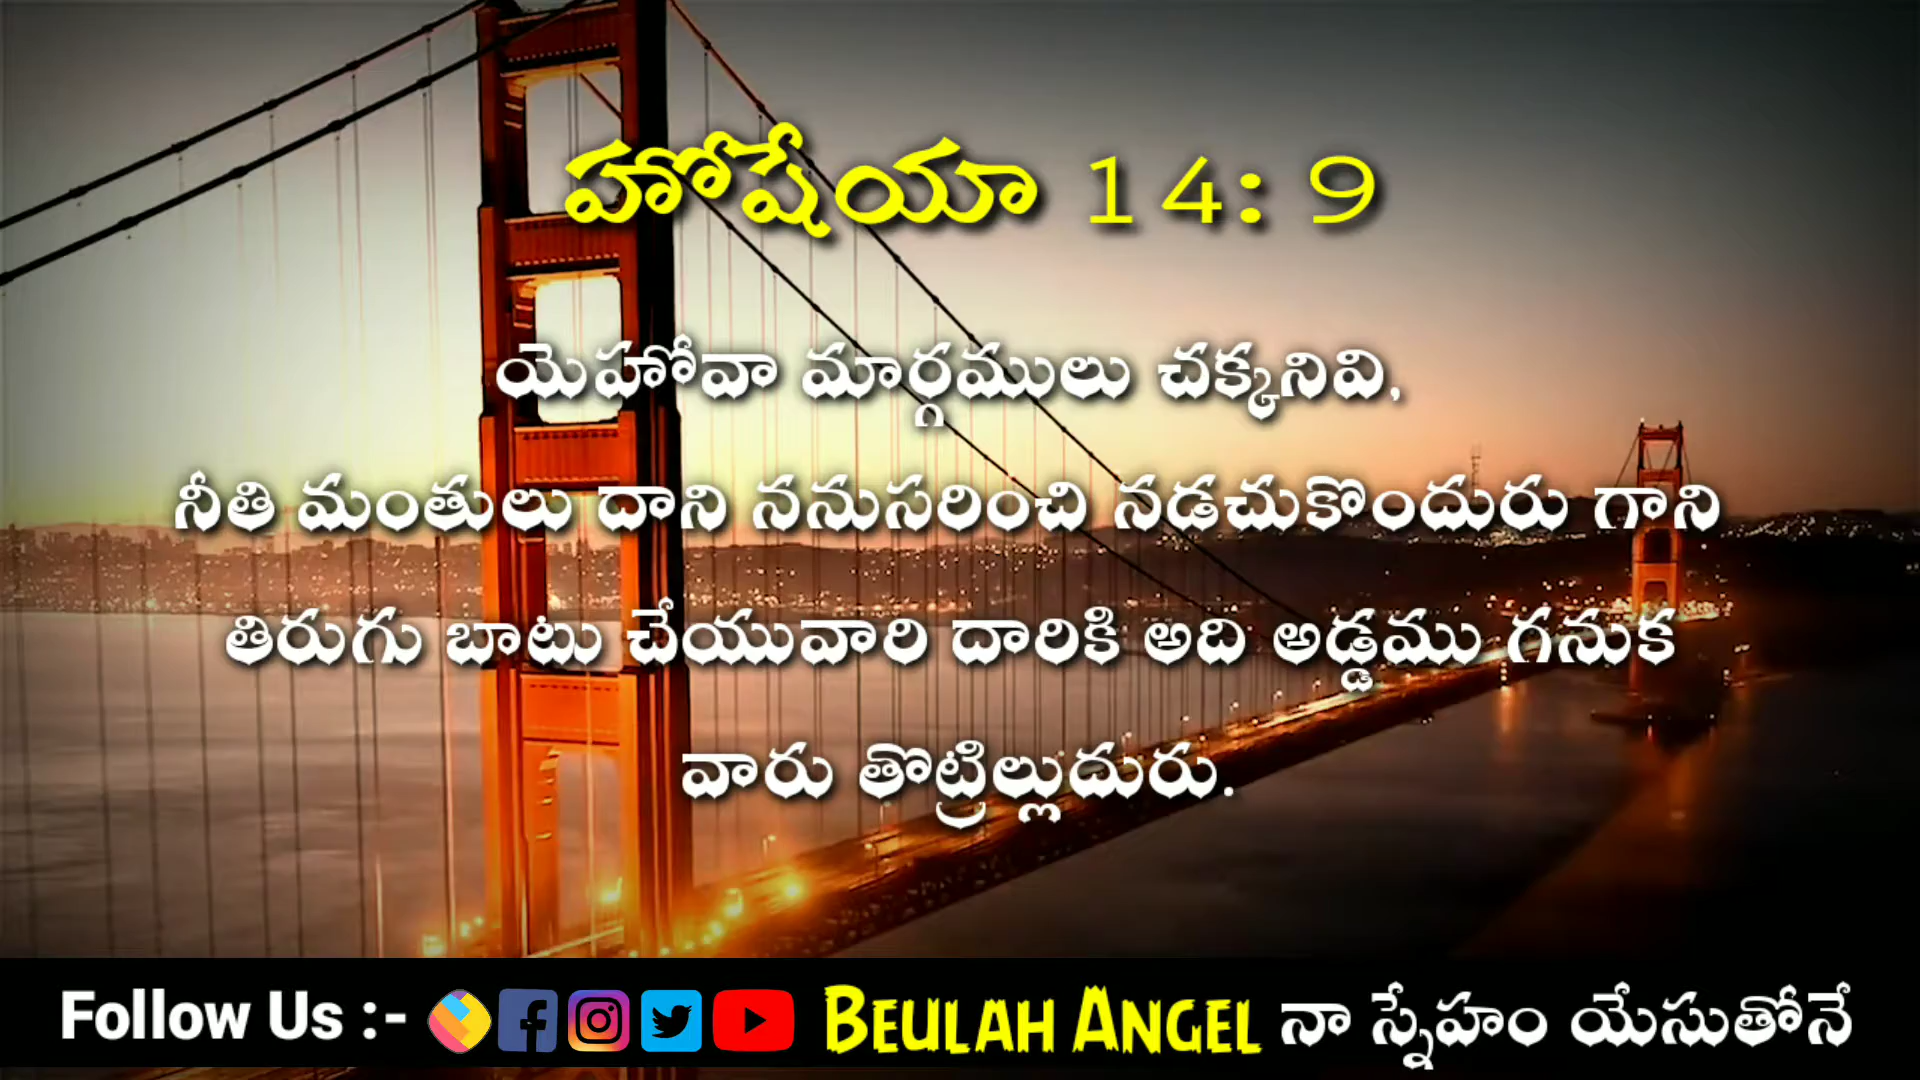 హోషేయా 14: 9
యెహోవా మార్గములు చక్కనివి,
నీతి మంతులు దాని ననుసరించి నడచుకొందురు గాని
తిరుగు బాటు చేయువారి దారికి అది అడ్డము గనుక
వారు తొట్రిల్లుదురు.
Follow Us :- BEULAH ANGEL నా స్నేహం యేసుతోనే